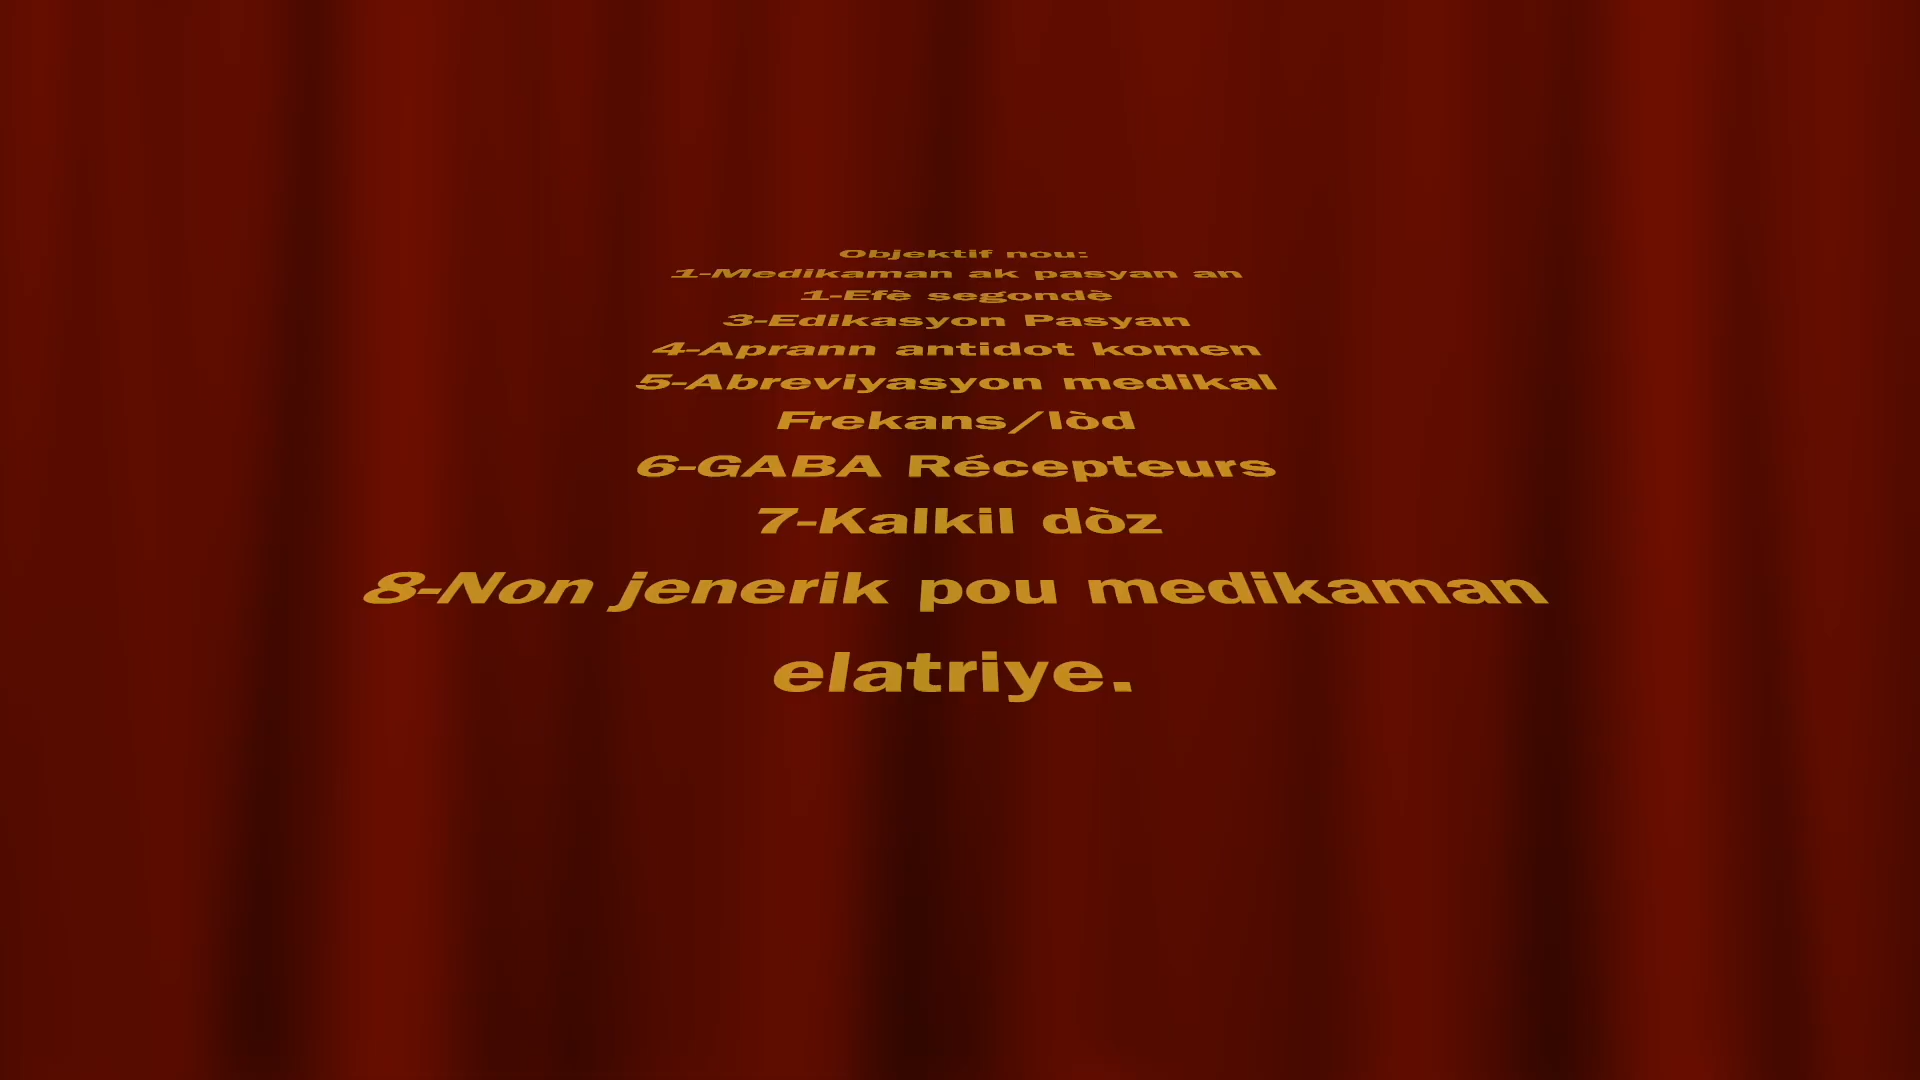 Objektif nou:
1-Medikaman ak pasyan an
1-Efè segondè
3-Edikasyon Pasyan
4-Aprann antidot komen
5-Abreviyasyon medikal
Frekans/lòd
6-GABA Récepteurs
7-Kalkil dòz
8-Non jenerik pou medikaman
elatriye.